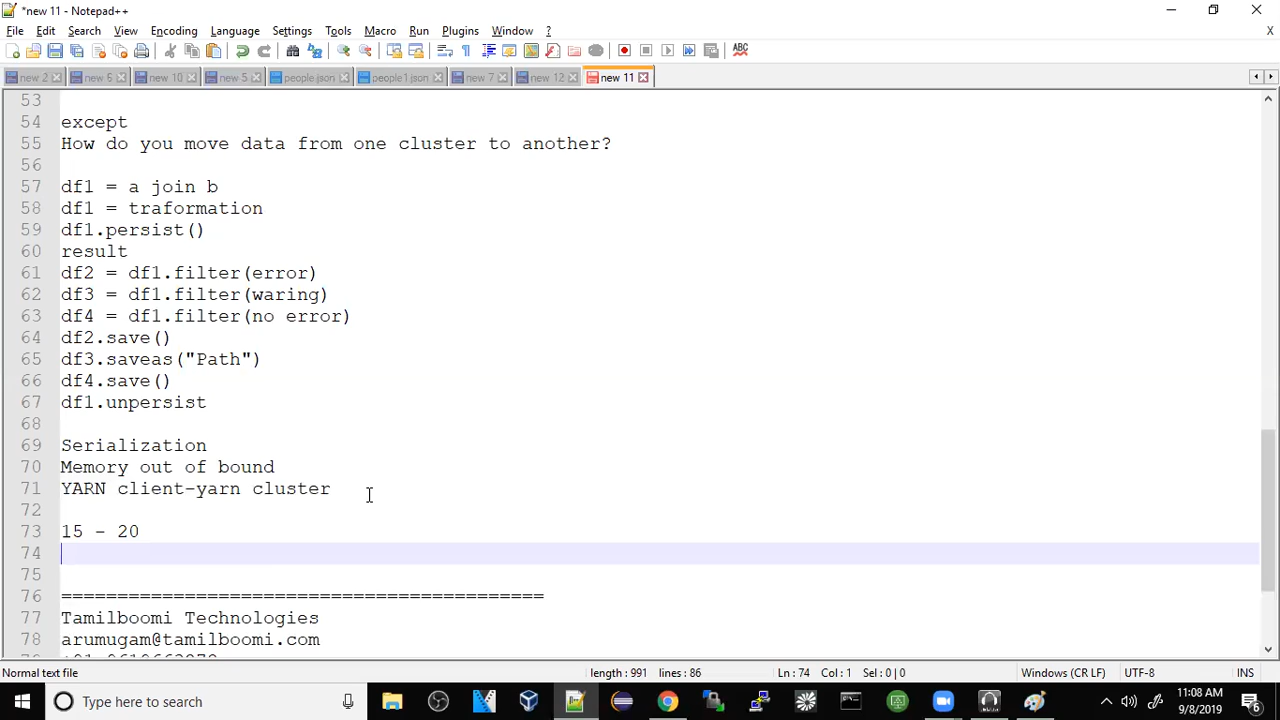 *new 11 - Notepad++
File Edit Search View Encoding Language Settings Tools Macro Run Plugins Window ?
X
new 2 new 6 new 10 new 5 people.json people1.json new 7 new 12 new 11
53
54 except
55 How do you move data from one cluster to another?
56
57 df1 = a join b
58 df1 = traformation
59 df1.persist()
60 result
61 df2 = df1.filter(error)
62 df3 = df1.filter(waring)
63 df4 = df1.filter(no error)
64 df2.save()
65 df3.saveas("Path")
66 df4.save()
67 df1.unpersist
68
69 Serialization
70 Memory out of bound
71 YARN client-yarn cluster
72
73 15 - 20
74
75
76 ===========================================
77 Tamilboomi Technologies
78 arumugam@tamilboomi.com
Normal text file length : 991 lines : 86 Ln : 74 Col : 1 Sel : 0 | 0 Windows (CR LF) UTF-8 INS
Type here to search
11:08 AM
9/8/2019
6